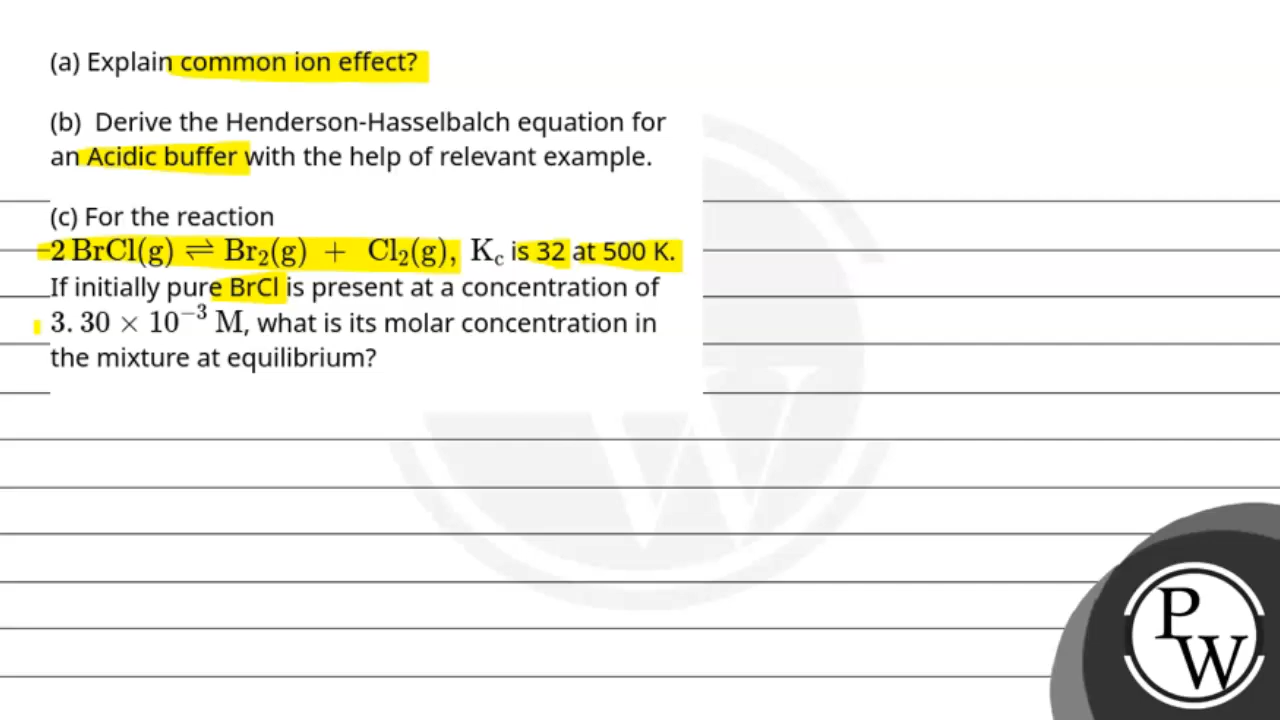 (a) Explain common ion effect?
(b) Derive the Henderson-Hasselbalch equation for
an Acidic buffer with the help of relevant example.
(c) For the reaction
2 BrCl(g) ⇌ Br₂(g) + Cl₂(g), K꜀ is 32 at 500 K.
If initially pure BrCl is present at a concentration of
3. 30 × 10⁻³ M, what is its molar concentration in
the mixture at equilibrium?
W
P
W